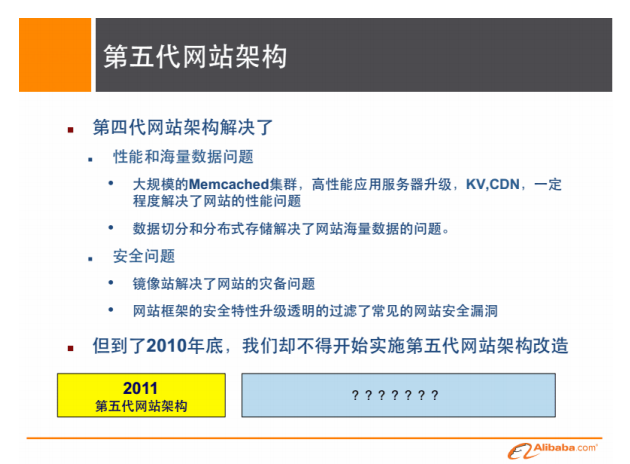 第五代网站架构
第四代网站架构解决了
性能和海量数据问题
大规模的Memcached集群，高性能应用服务器升级，KV,CDN，一定
程度解决了网站的性能问题
数据切分和分布式存储解决了网站海量数据的问题。
安全问题
镜像站解决了网站的灾备问题
网站框架的安全特性升级透明的过滤了常见的网站安全漏洞
但到了2010年底，我们却不得开始实施第五代网站架构改造
2011
第五代网站架构
？？？？？？？
Alibaba.com